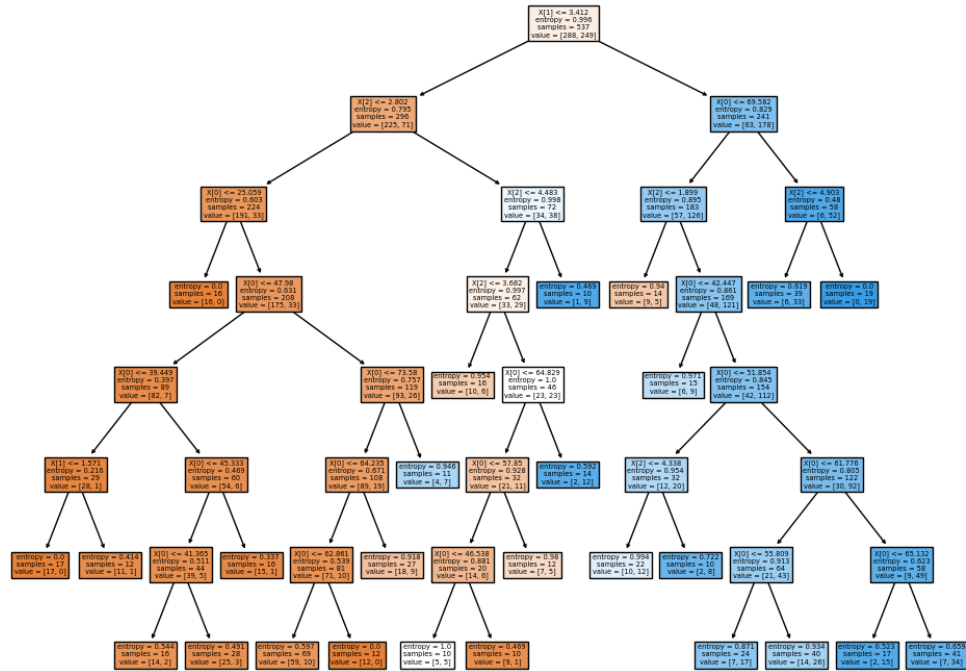 X[1] <= 3.412
entropy = 0.996
samples = 537
value = [288, 249]
X[2] <= 2.802
entropy = 0.795
samples = 296
value = [225, 71]
X[0] <= 69.582
entropy = 0.829
samples = 241
value = [63, 178]
X[0] <= 25.059
entropy = 0.603
samples = 224
value = [191, 33]
X[2] <= 4.483
entropy = 0.998
samples = 72
value = [34, 38]
X[2] <= 1.899
entropy = 0.895
samples = 183
value = [57, 126]
X[2] <= 4.903
entropy = 0.48
samples = 58
value = [6, 52]
entropy = 0.0
samples = 16
value = [16, 0]
X[0] <= 47.98
entropy = 0.631
samples = 208
value = [175, 33]
X[2] <= 3.682
entropy = 0.997
samples = 62
value = [33, 29]
entropy = 0.469
samples = 10
value = [1, 9]
entropy = 0.94
samples = 14
value = [9, 5]
X[0] <= 42.447
entropy = 0.861
samples = 169
value = [48, 121]
entropy = 0.619
samples = 39
value = [6, 33]
entropy = 0.0
samples = 19
value = [0, 19]
X[0] <= 39.449
entropy = 0.397
samples = 89
value = [82, 7]
X[0] <= 73.58
entropy = 0.757
samples = 119
value = [93, 26]
entropy = 0.954
samples = 16
value = [10, 6]
X[0] <= 64.829
entropy = 1.0
samples = 46
value = [23, 23]
entropy = 0.971
samples = 15
value = [6, 9]
X[0] <= 51.854
entropy = 0.845
samples = 154
value = [42, 112]
X[1] <= 1.571
entropy = 0.216
samples = 29
value = [28, 1]
X[0] <= 45.333
entropy = 0.469
samples = 60
value = [54, 6]
X[0] <= 64.235
entropy = 0.671
samples = 108
value = [89, 19]
entropy = 0.946
samples = 11
value = [4, 7]
X[0] <= 57.85
entropy = 0.928
samples = 32
value = [21, 11]
entropy = 0.592
samples = 14
value = [2, 12]
X[2] <= 4.338
entropy = 0.954
samples = 32
value = [12, 20]
X[0] <= 61.776
entropy = 0.805
samples = 122
value = [30, 92]
entropy = 0.0
samples = 17
value = [17, 0]
entropy = 0.414
samples = 12
value = [11, 1]
X[0] <= 41.365
entropy = 0.511
samples = 44
value = [39, 5]
entropy = 0.337
samples = 16
value = [15, 1]
X[0] <= 62.861
entropy = 0.539
samples = 81
value = [71, 10]
entropy = 0.918
samples = 27
value = [18, 9]
X[0] <= 46.538
entropy = 0.881
samples = 20
value = [14, 6]
entropy = 0.98
samples = 12
value = [7, 5]
entropy = 0.994
samples = 22
value = [10, 12]
entropy = 0.722
samples = 10
value = [2, 8]
X[0] <= 55.809
entropy = 0.913
samples = 64
value = [21, 43]
X[0] <= 65.132
entropy = 0.623
samples = 58
value = [9, 49]
entropy = 0.544
samples = 16
value = [14, 2]
entropy = 0.491
samples = 28
value = [25, 3]
entropy = 0.597
samples = 69
value = [59, 10]
entropy = 0.0
samples = 12
value = [12, 0]
entropy = 1.0
samples = 10
value = [5, 5]
entropy = 0.469
samples = 10
value = [9, 1]
entropy = 0.871
samples = 24
value = [7, 17]
entropy = 0.934
samples = 40
value = [14, 26]
entropy = 0.523
samples = 17
value = [2, 15]
entropy = 0.659
samples = 41
value = [7, 34]